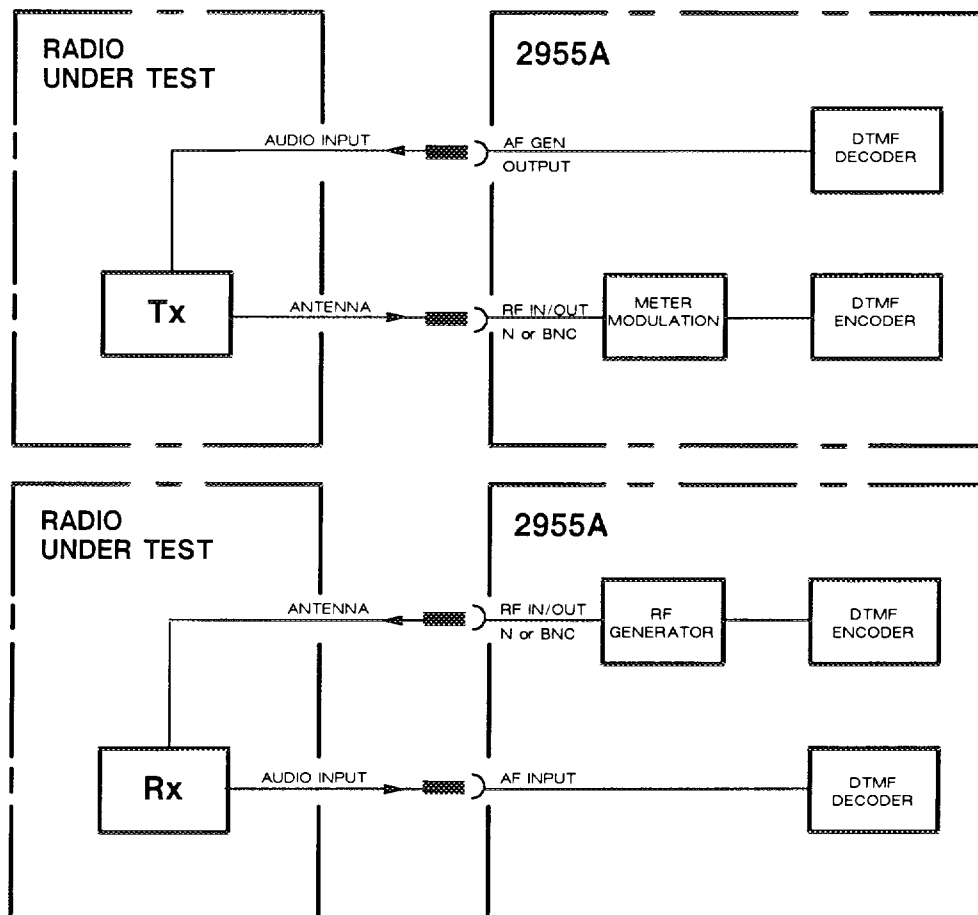 RADIO
UNDER TEST
2955A
AUDIO INPUT
AF GEN
OUTPUT
DTMF
DECODER
Tx
ANTENNA
RF IN/OUT
N or BNC
METER
MODULATION
DTMF
ENCODER
RADIO
UNDER TEST
2955A
ANTENNA
RF IN/OUT
N or BNC
RF
GENERATOR
DTMF
ENCODER
Rx
AUDIO INPUT
AF INPUT
DTMF
DECODER